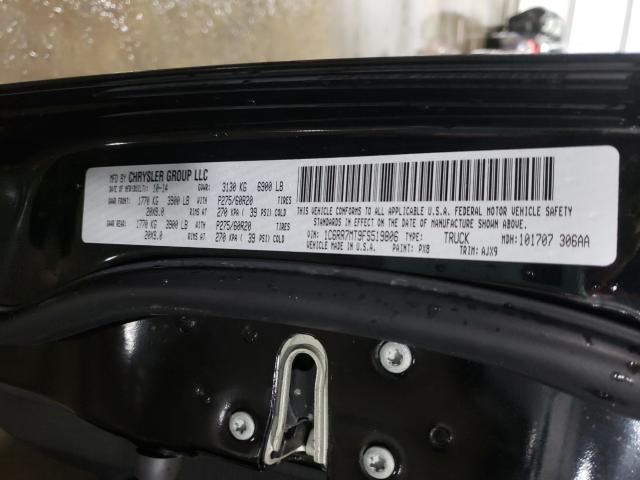 MFD BY CHRYSLER GROUP LLC
DATE OF MFR(BUILT): 10-14 GVWR: 3130 KG 6900 LB
GAWR FRONT: 1770 KG 3900 LB WITH P275/60R20 TIRES
20X9.0 RIMS AT 270 KPA ( 39 PSI) COLD
GAWR REAR: 1770 KG 3900 LB WITH P275/60R20 TIRES
20X9.0 RIMS AT 270 KPA ( 39 PSI) COLD
THIS VEHICLE CONFORMS TO ALL APPLICABLE U.S.A. FEDERAL MOTOR VEHICLE SAFETY
STANDARDS IN EFFECT ON THE DATE OF MANUFACTURE SHOWN ABOVE.
VIN: 1C6RR7MT9FS519806 TYPE: TRUCK MDH: 101707 306AA
COMPLIED IN U.S.A. PAINT: PX8 TRIM: AJX9